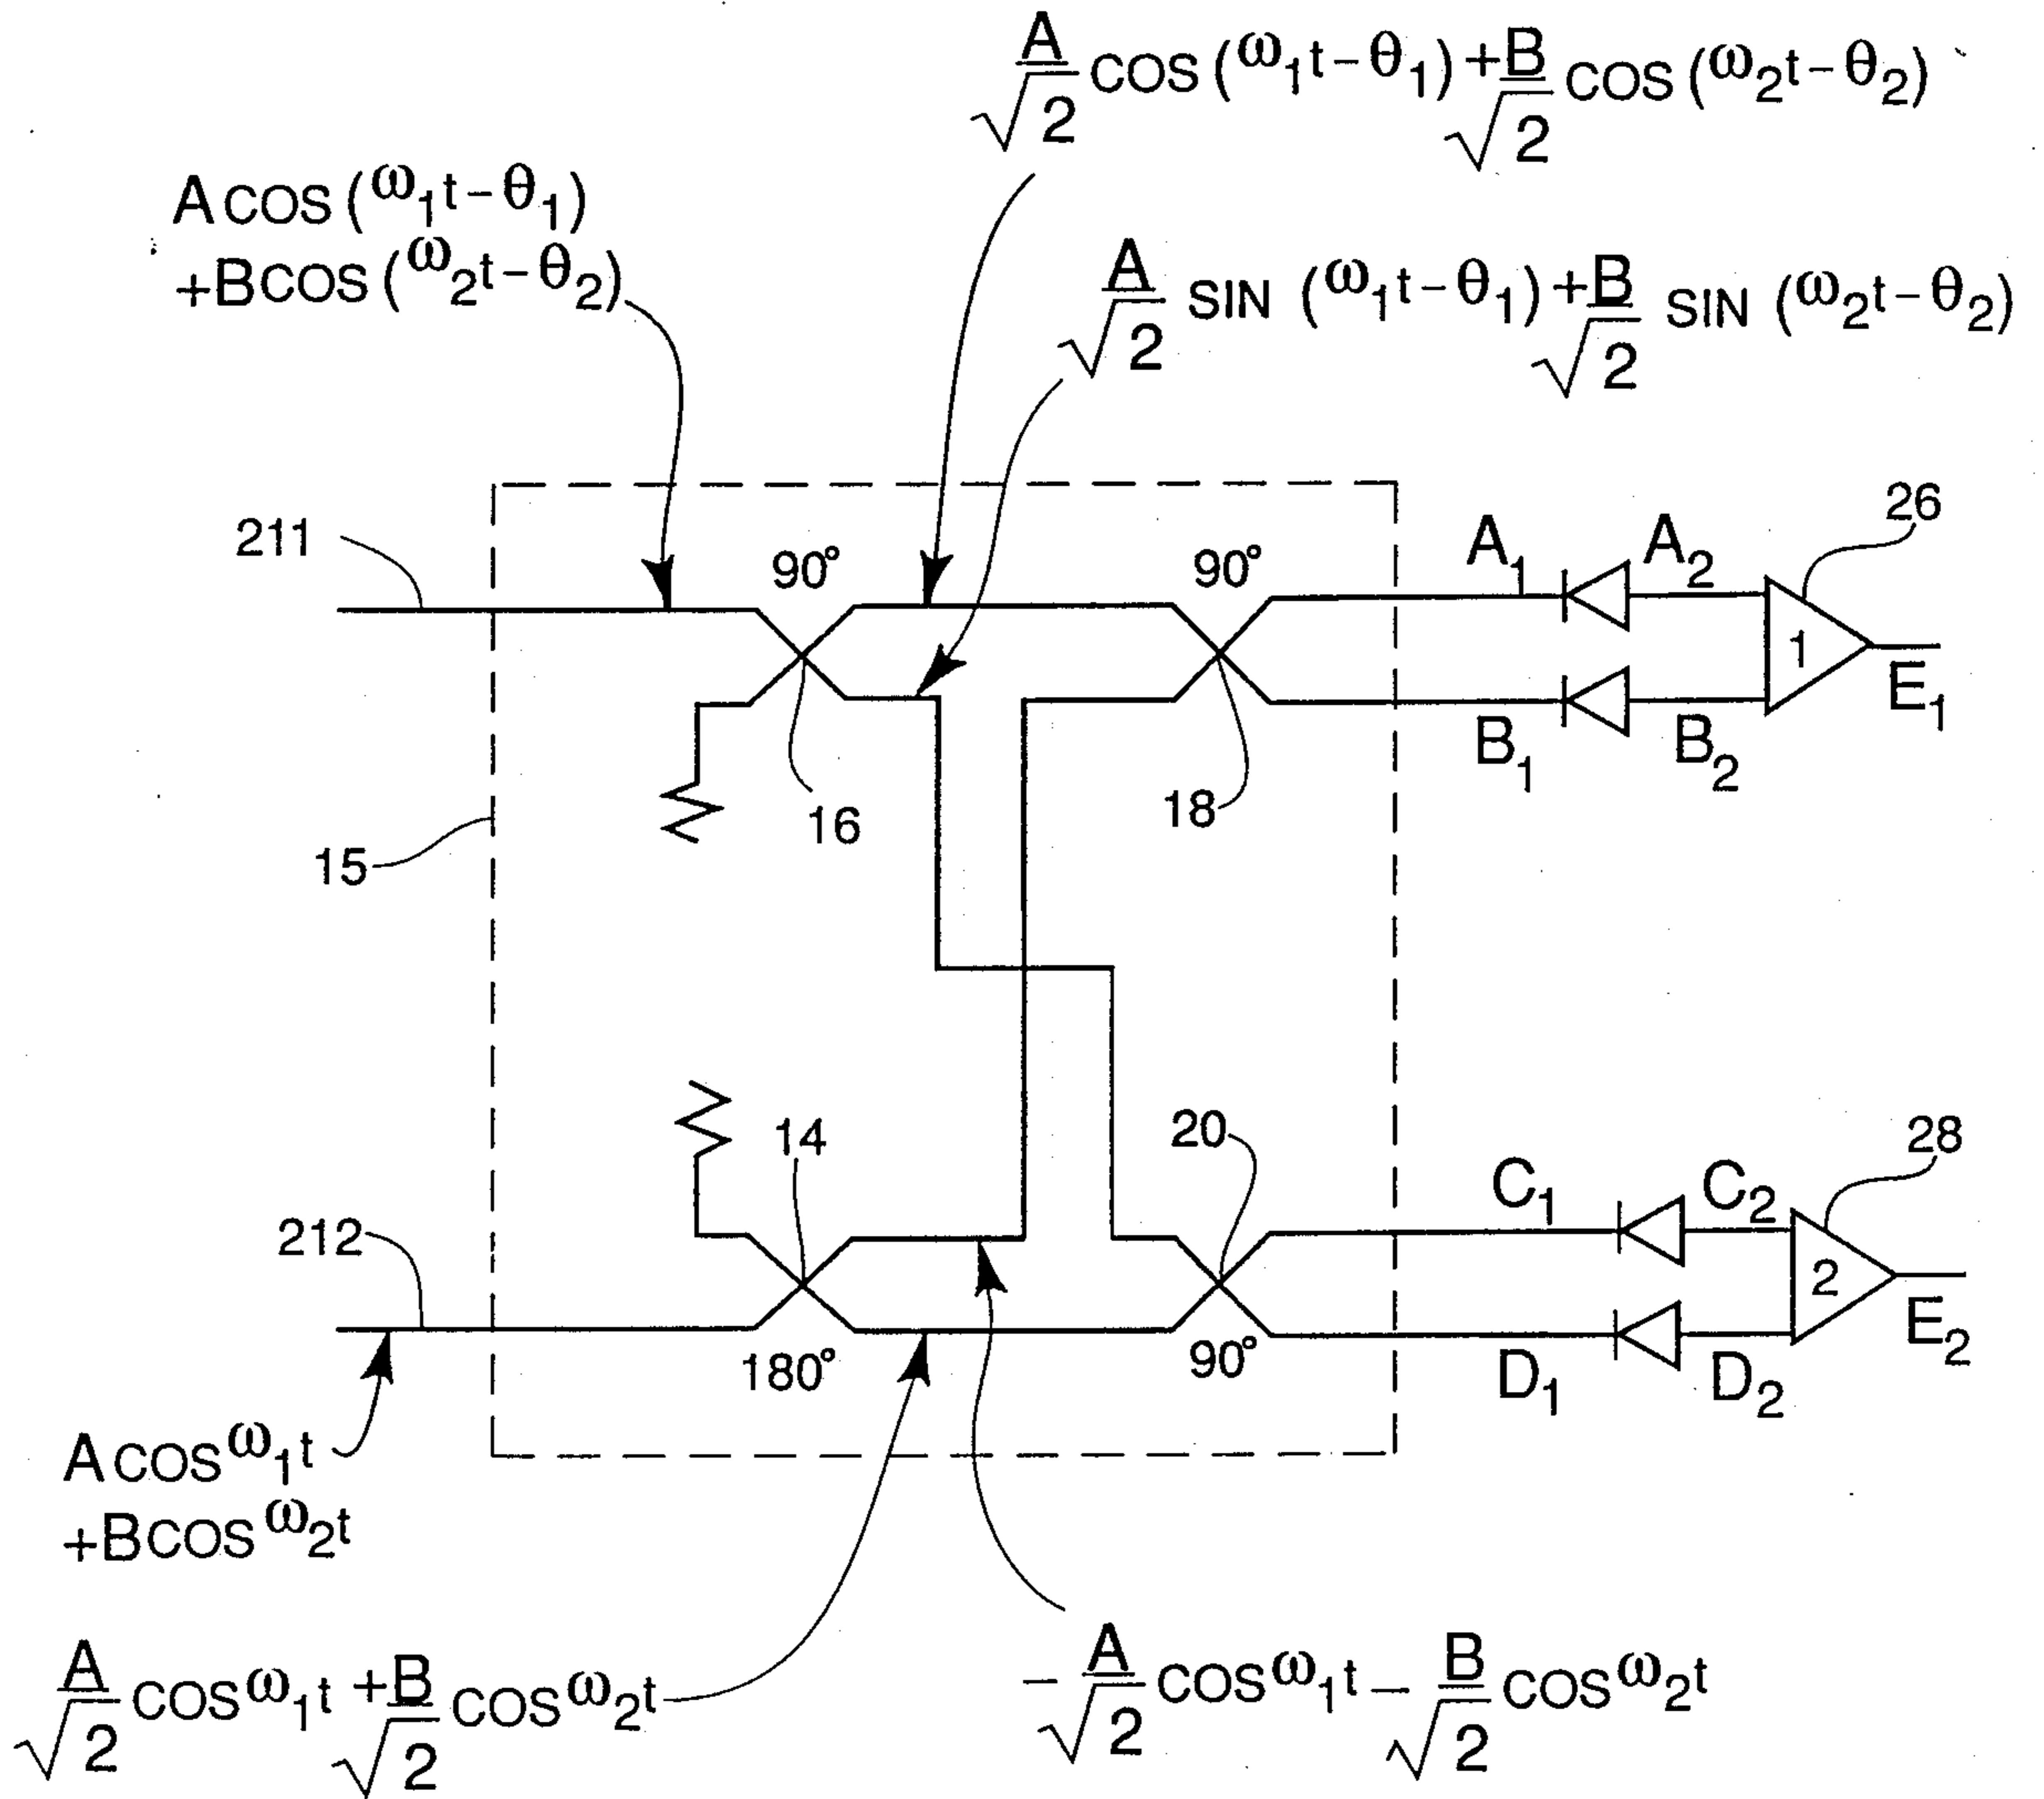 A/√2 COS (ω₁t-θ₁)+B/√2 COS (ω₂t-θ₂)
A COS (ω₁t-θ₁)
+BCOS (ω₂t-θ₂)
A/√2 SIN (ω₁t-θ₁)+B/√2 SIN (ω₂t-θ₂)
211
90°
90°
A₁
A₂
26
1
E₁
B₁
B₂
16
18
15
14
20
28
212
C₁
C₂
2
E₂
180°
90°
D₁
D₂
A COS ω₁t
+BCOS ω₂t
A/√2 COS ω₁t +B/√2 COS ω₂t
- A/√2 COS ω₁t - B/√2 COS ω₂t